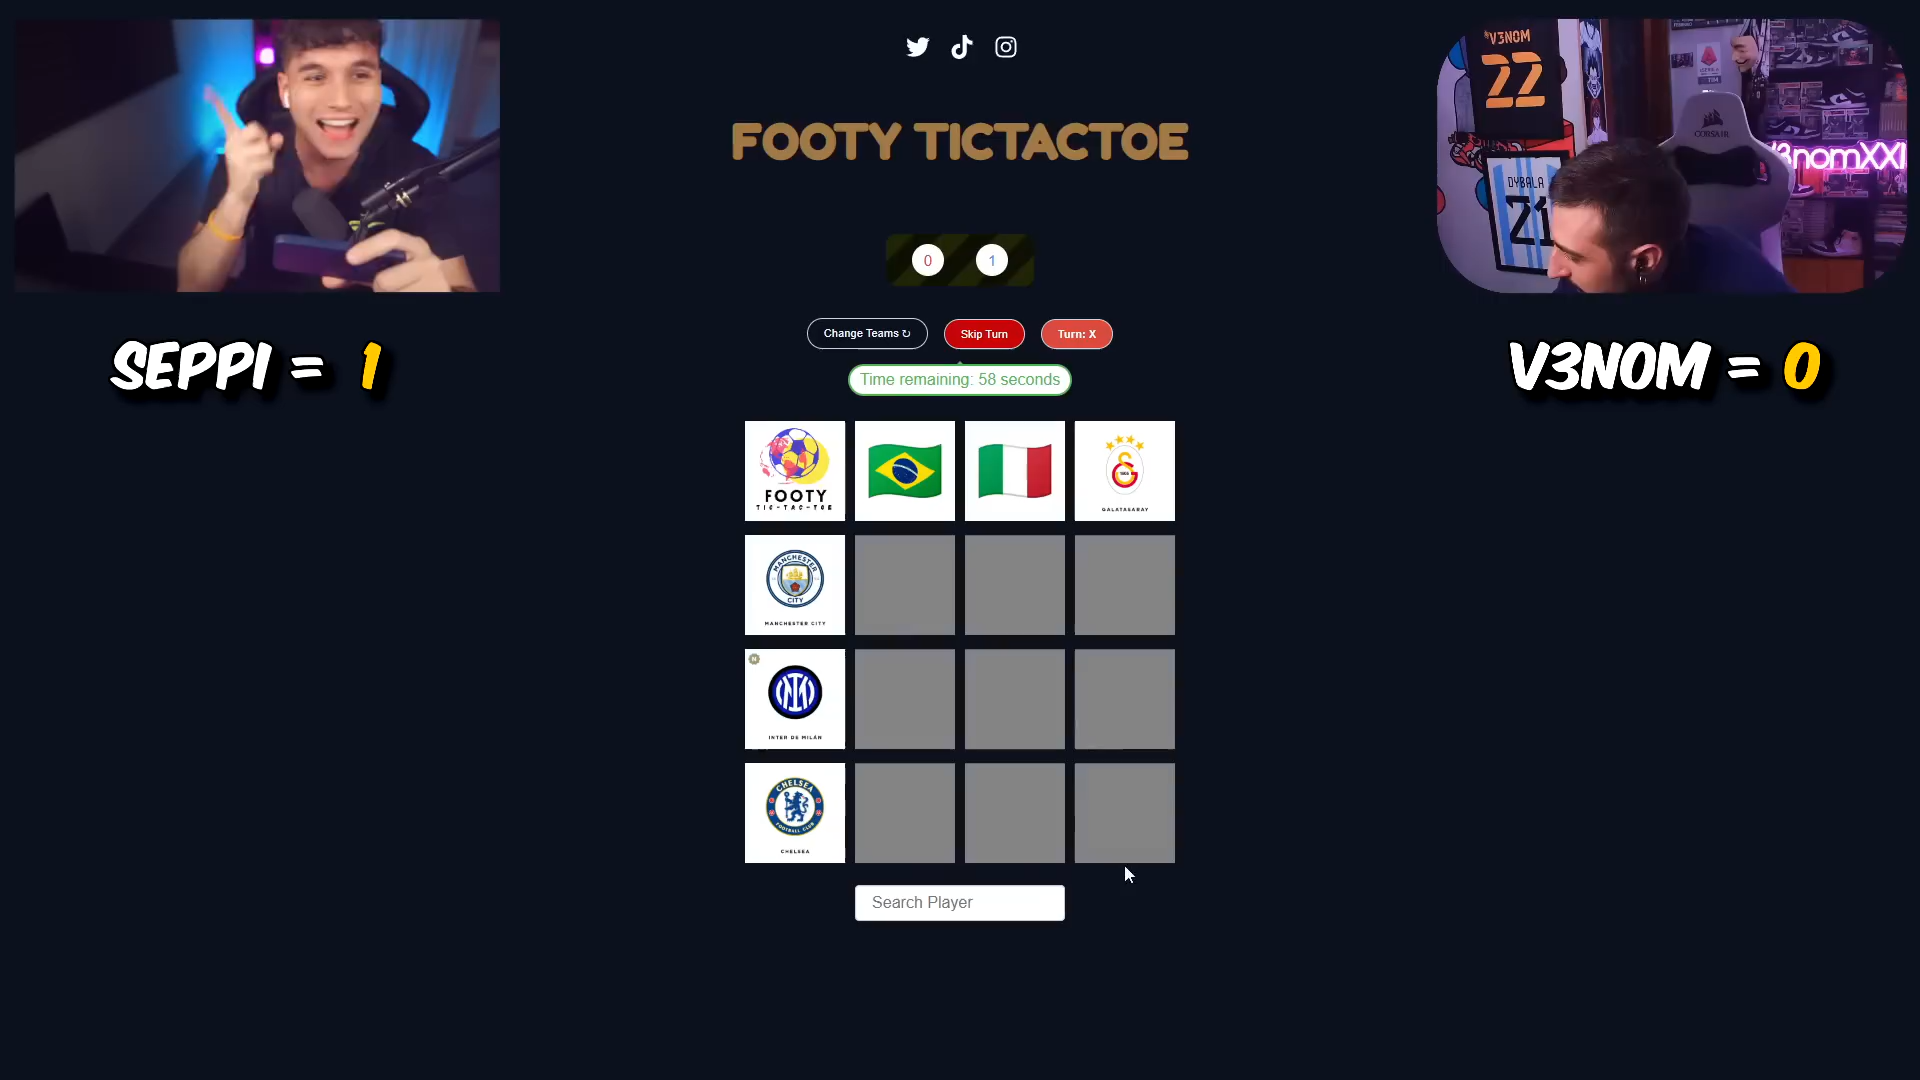 *V3NOM
22
DYBALA
21
CORSAIR
V3nomXXI
FOOTY TICTACTOE
0 1
Change Teams ↻ Skip Turn Turn: X
SEPPI = 1
V3NOM = 0
Time remaining: 58 seconds
FOOTY
TIC-TAC-TOE
GALATASARAY
MANCHESTER
CITY
MANCHESTER CITY
INTER DE MILÁN
CHELSEA
FOOTBALL CLUB
CHELSEA
Search Player